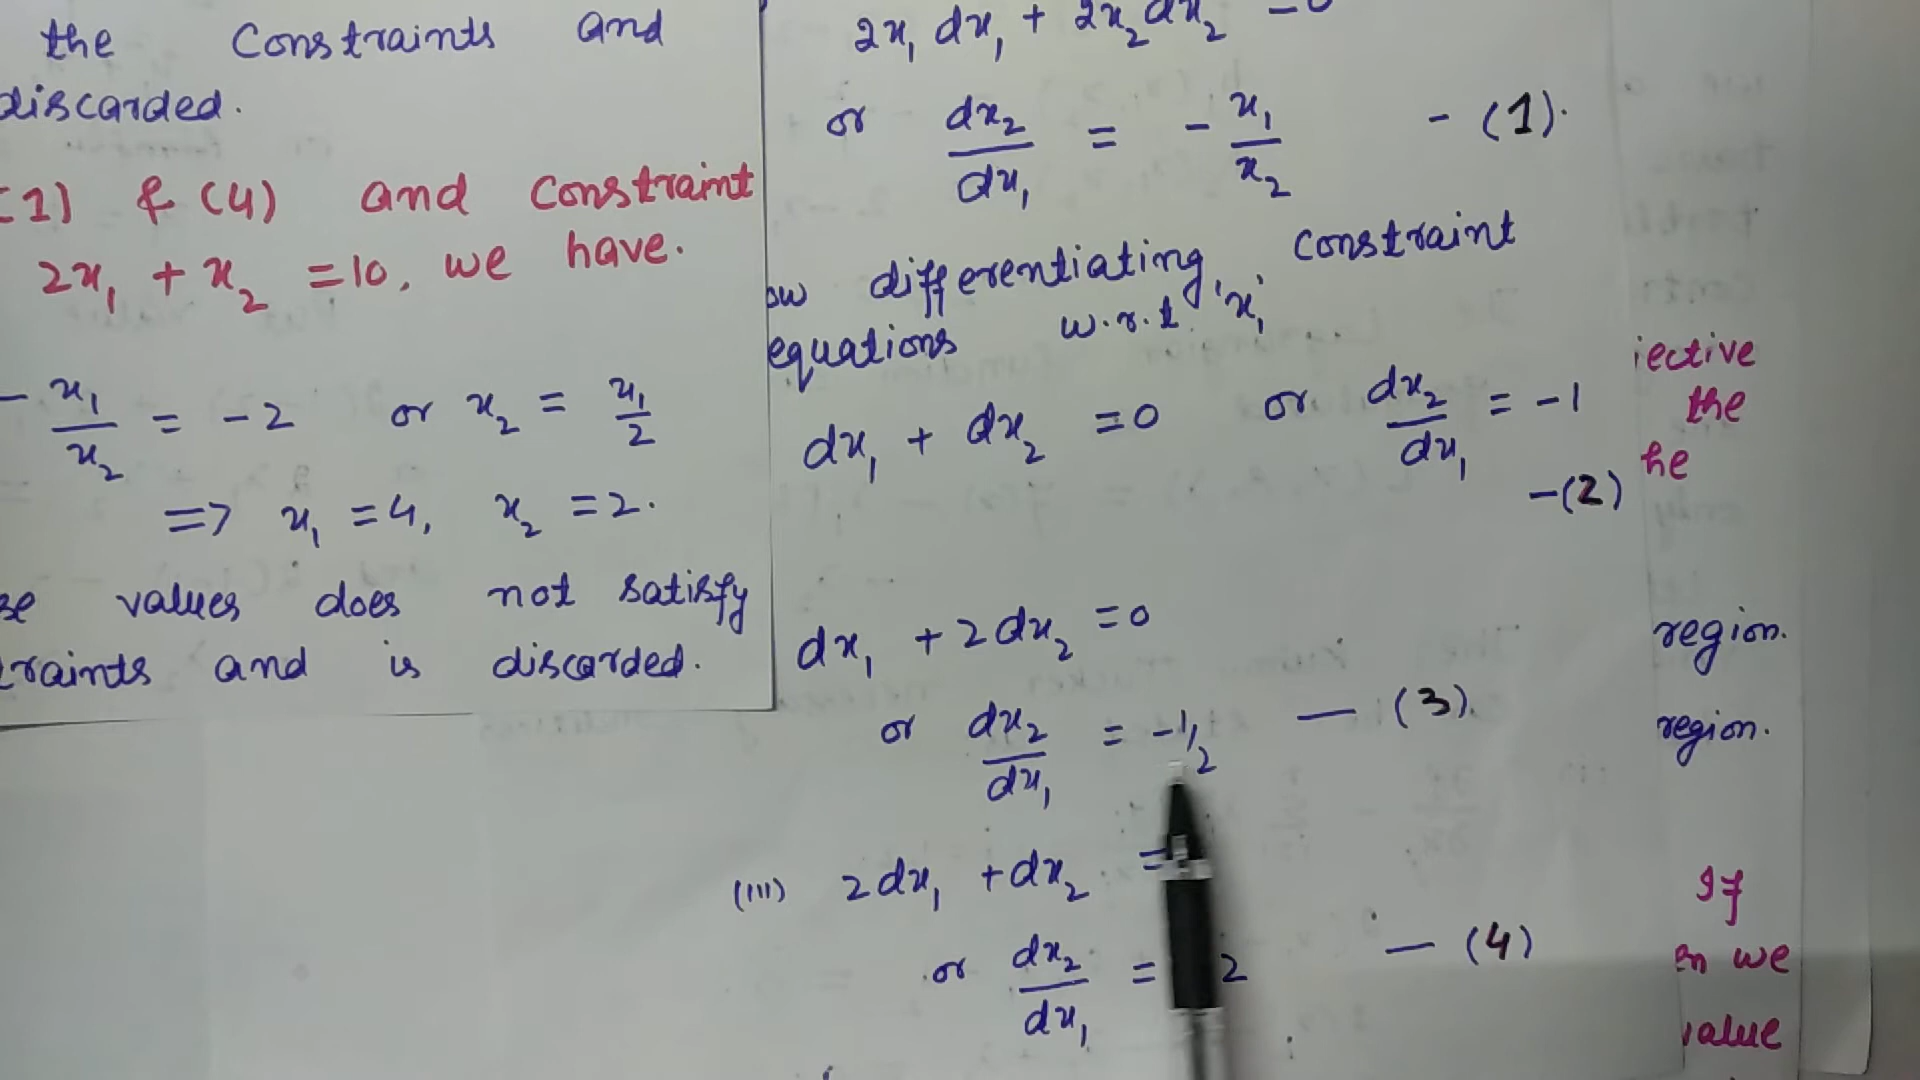 the Constraints and
discarded.
(1) & (4) and Constraint
2x₁ + x₂ = 10, we have.
- x₁/x₂ = -2 or x₂ = x₁/2
=> x₁ = 4, x₂ = 2.
values does not satisfy
and is discarded.
2x₁ dx₁ + 2x₂ dx₂ = 0
or dx₂/dx₁ = - x₁/x₂ - (1).
differentiating constraint
equations w.r.t 'x₁'
dx₁ + dx₂ = 0 or dx₂/dx₁ = -1
-(2)
dx₁ + 2dx₂ = 0
or dx₂/dx₁ = -1/2 — (3).
(III) 2dx₁ + dx₂ =
or dx₂/dx₁ = 2 — (4)
the
he
region.
region.
If
we
value